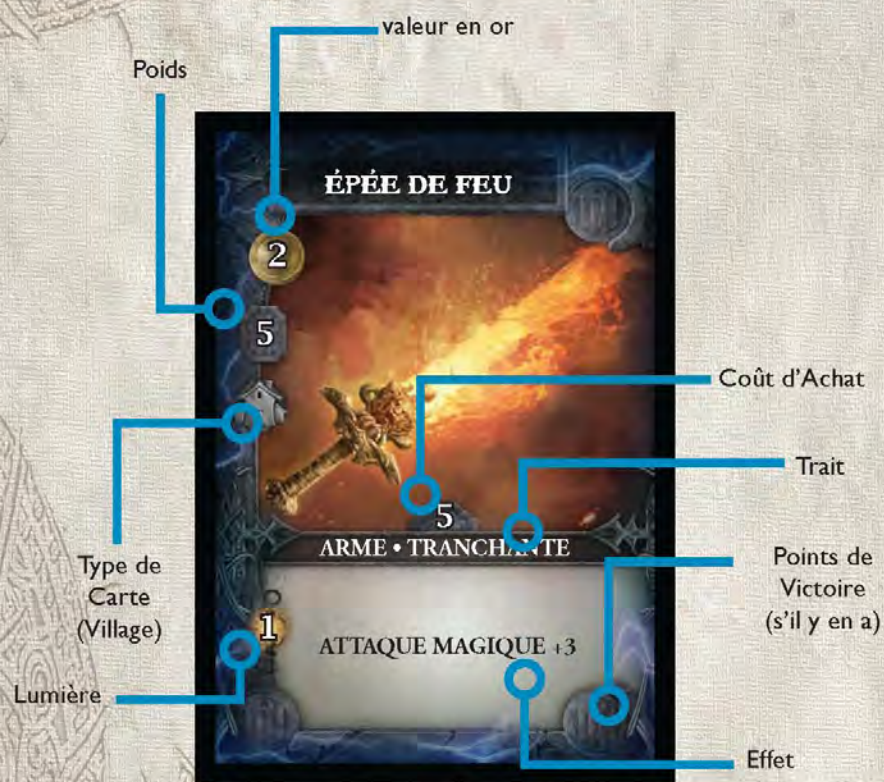 valeur en or
Poids
ÉPÉE DE FEU
2
5
Coût d'Achat
5
Trait
ARME • TRANCHANTE
Type de
Carte
(Village)
Points de
Victoire
(s'il y en a)
1
ATTAQUE MAGIQUE +3
Lumière
Effet